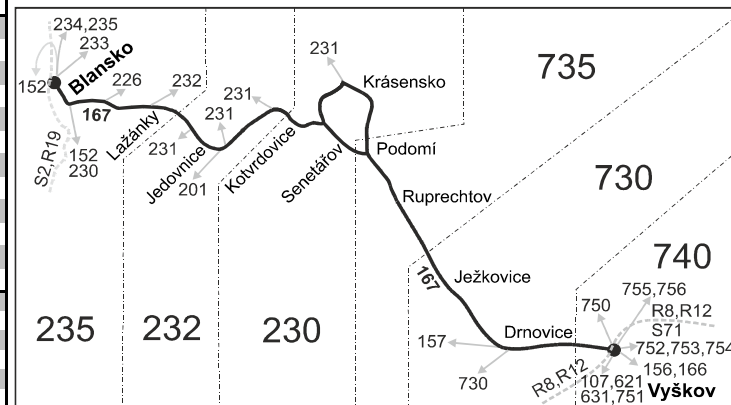 234,235
233
Blansko
152
226
232
167
152
230
S2,R19
Lažánky
231
Jedovnice
231
201
231
Kotvrdovice
231
Krásensko
Senetářov
Podomí
735
Ruprechtov
730
740
167
Ježkovice
235
232
230
157
730
Drnovice
750
755,756
R8,R12
S71
752,753,754
156,166
R8,R12
107,621
631,751
Vyškov